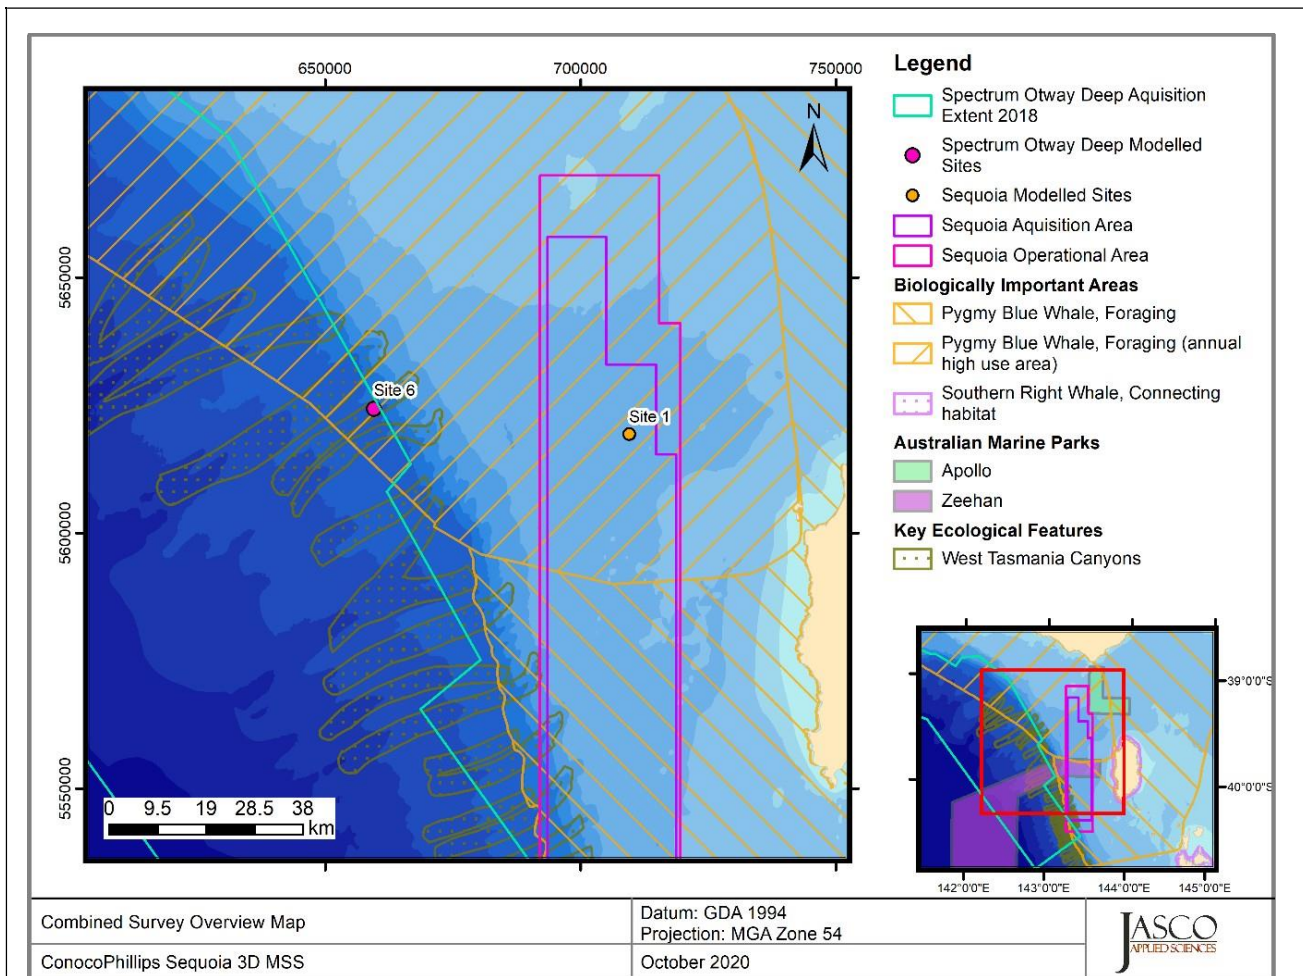 650000
700000
750000
5650000
5600000
5550000
N
Site 6
Site 1
0 9.5 19 28.5 38
km
Legend
Spectrum Otway Deep Aquisition
Extent 2018
Spectrum Otway Deep Modelled
Sites
Sequoia Modelled Sites
Sequoia Aquisition Area
Sequoia Operational Area
Biologically Important Areas
Pygmy Blue Whale, Foraging
Pygmy Blue Whale, Foraging (annual
high use area)
Southern Right Whale, Connecting
habitat
Australian Marine Parks
Apollo
Zeehan
Key Ecological Features
West Tasmania Canyons
39°0'0"S
40°0'0"S
142°0'0"E
143°0'0"E
144°0'0"E
145°0'0"E
Combined Survey Overview Map
Datum: GDA 1994
Projection: MGA Zone 54
ConocoPhillips Sequoia 3D MSS
October 2020
JASCO
APPLIED SCIENCES